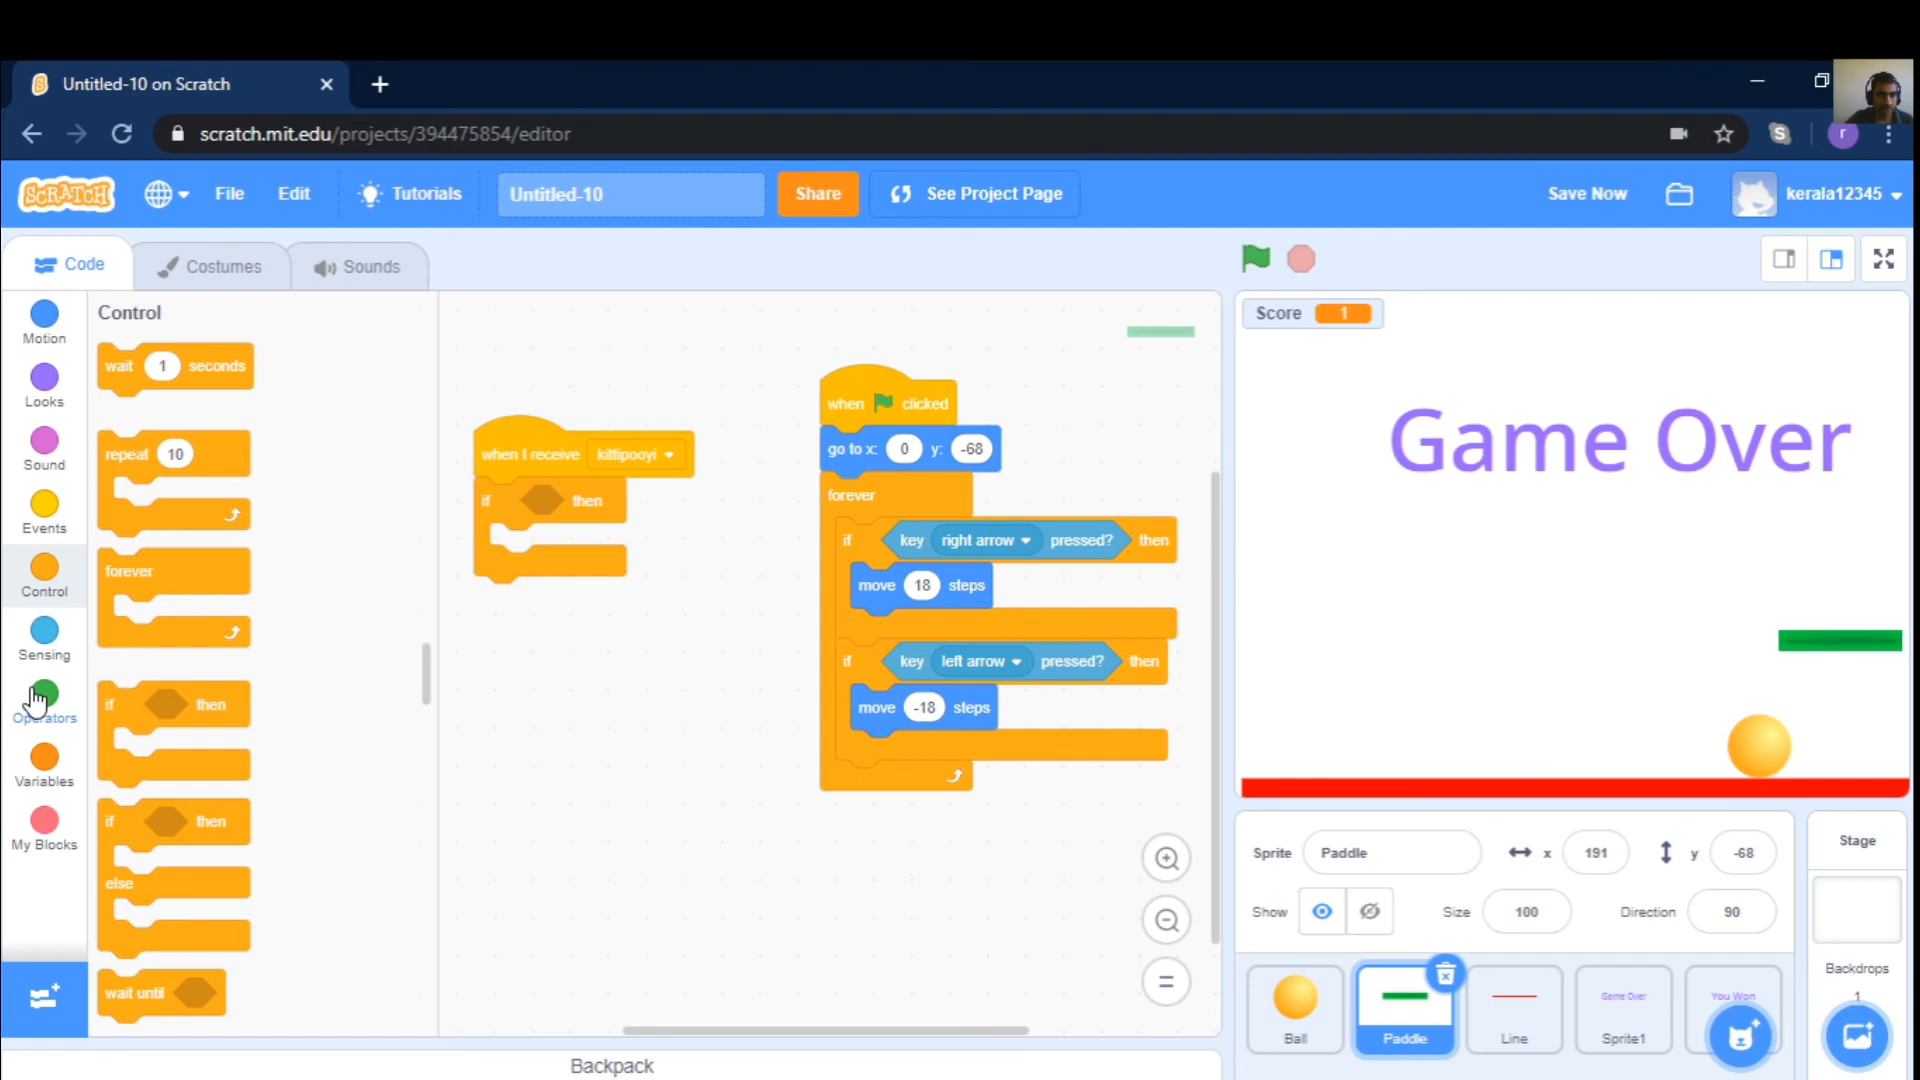 Untitled-10 on Scratch
scratch.mit.edu/projects/394475854/editor
r
SCRATCH
File
Edit
Tutorials
Untitled-10
Share
See Project Page
Save Now
kerala12345
Code
Costumes
Sounds
Motion
Looks
Sound
Events
Control
Sensing
Operators
Variables
My Blocks
Control
wait 1 seconds
repeat 10
forever
if then
if then
else
wait until
when I receive kittipooyi
if then
when clicked
go to x: 0 y: -68
forever
if key right arrow pressed? then
move 18 steps
if key left arrow pressed? then
move -18 steps
Backpack
Score 1
Game Over
Sprite Paddle x 191 y -68
Show Size 100 Direction 90
Ball
Paddle
Line
Game Over
Sprite1
You Won
Stage
Backdrops
1